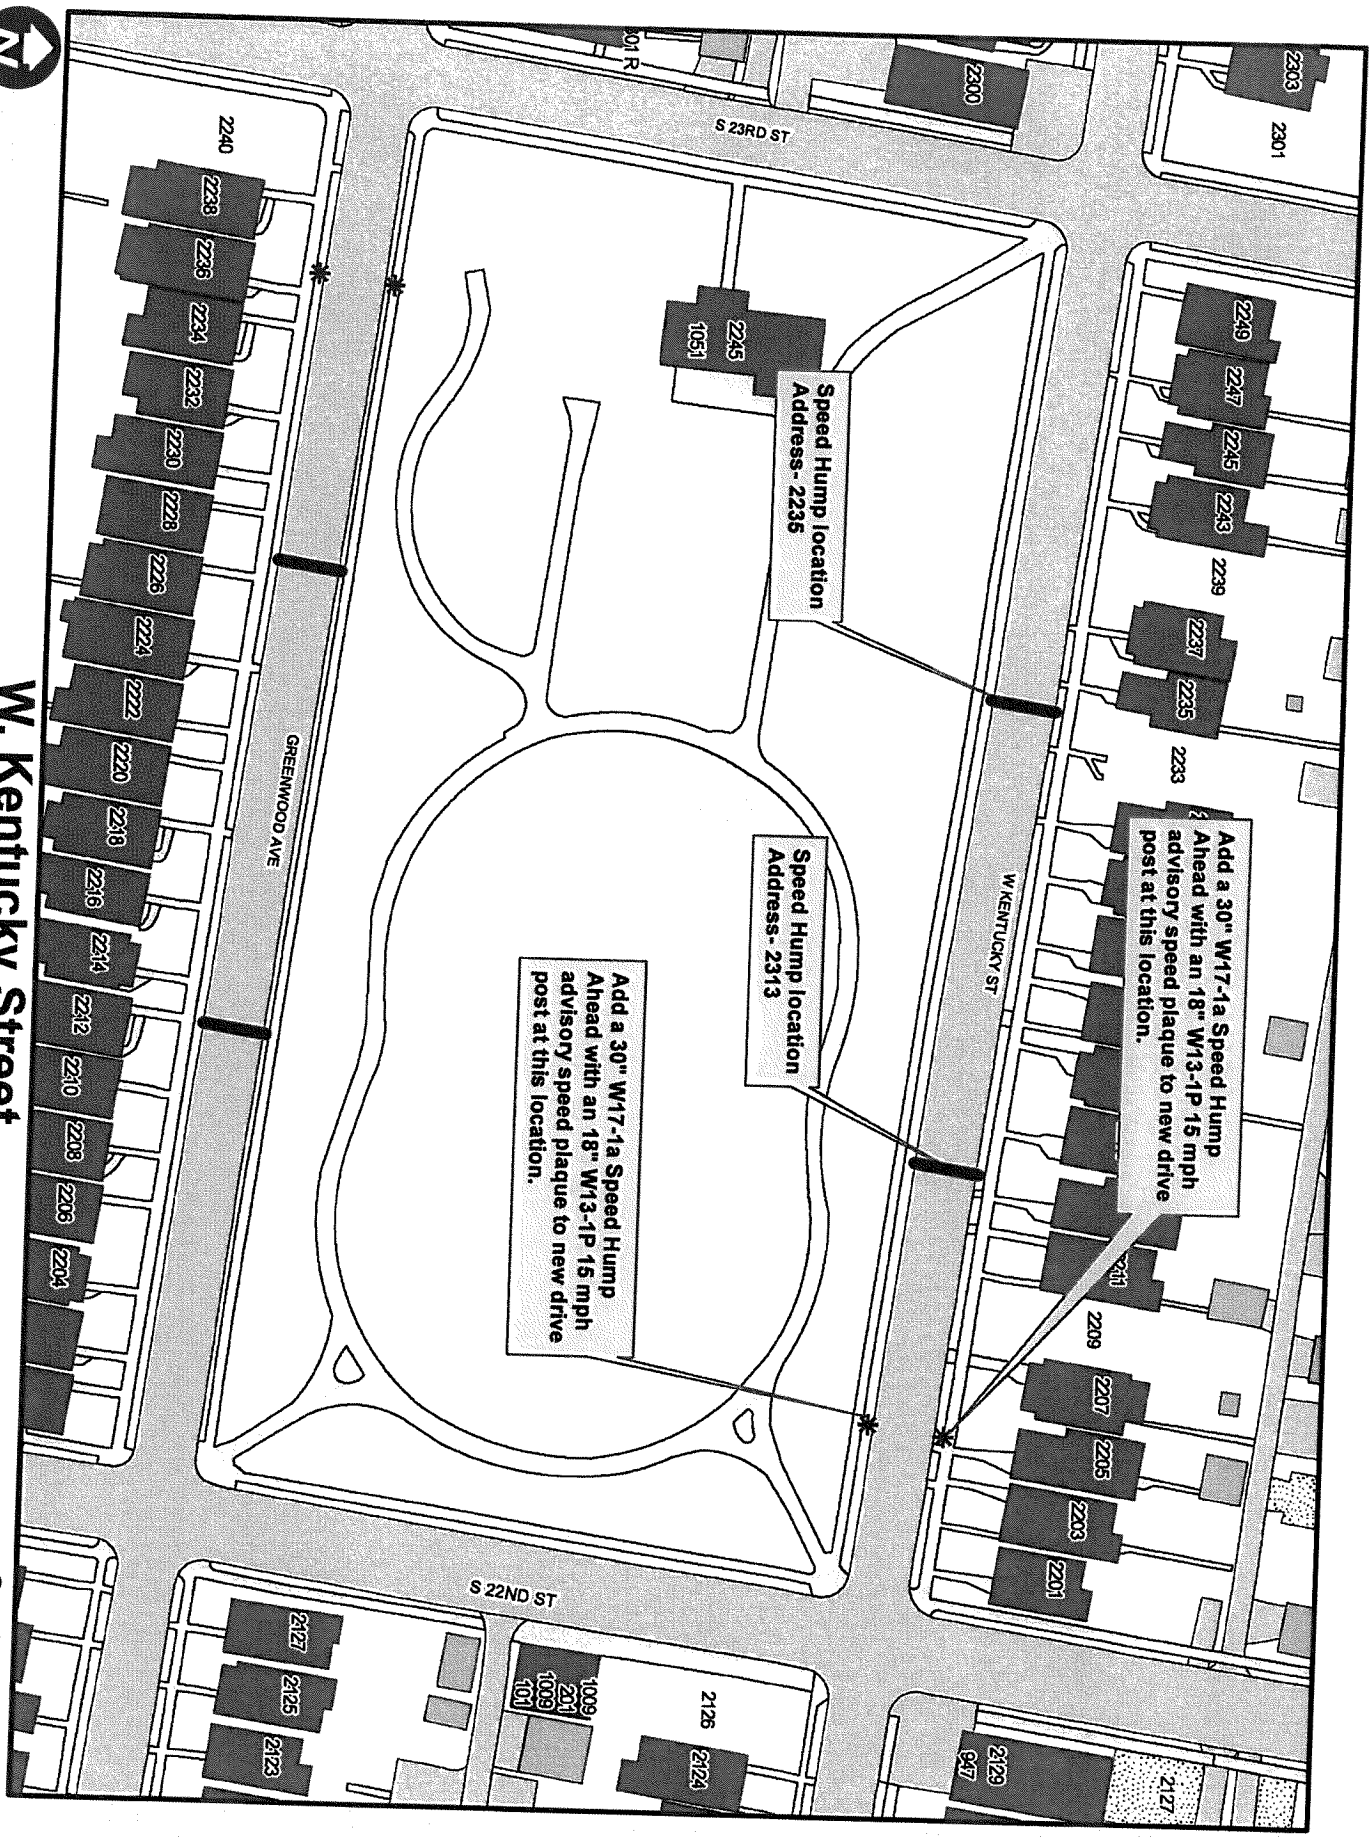 N
W. Kentucky Street
2303
2301
2300
S 23RD ST
2249
2247
2245
2243
2239
2237
2235
2233
Add a 30" W17-1a Speed Hump
Ahead with an 18" W13-1P 15 mph
advisory speed plaque to new drive
post at this location.
2209
2207
2205
2203
2201
W KENTUCKY ST
Speed Hump location
Address- 2235
Speed Hump location
Address- 2313
2245
1051
Add a 30" W17-1a Speed Hump
Ahead with an 18" W13-1P 15 mph
advisory speed plaque to new drive
post at this location.
GREENWOOD AVE
2240
2238
2236
2234
2232
2230
2228
2226
2224
2222
2220
2218
2216
2214
2212
2210
2208
2206
2204
S 22ND ST
2127
2125
2123
1009
201
1009
101
2126
2124
2129
947
2127